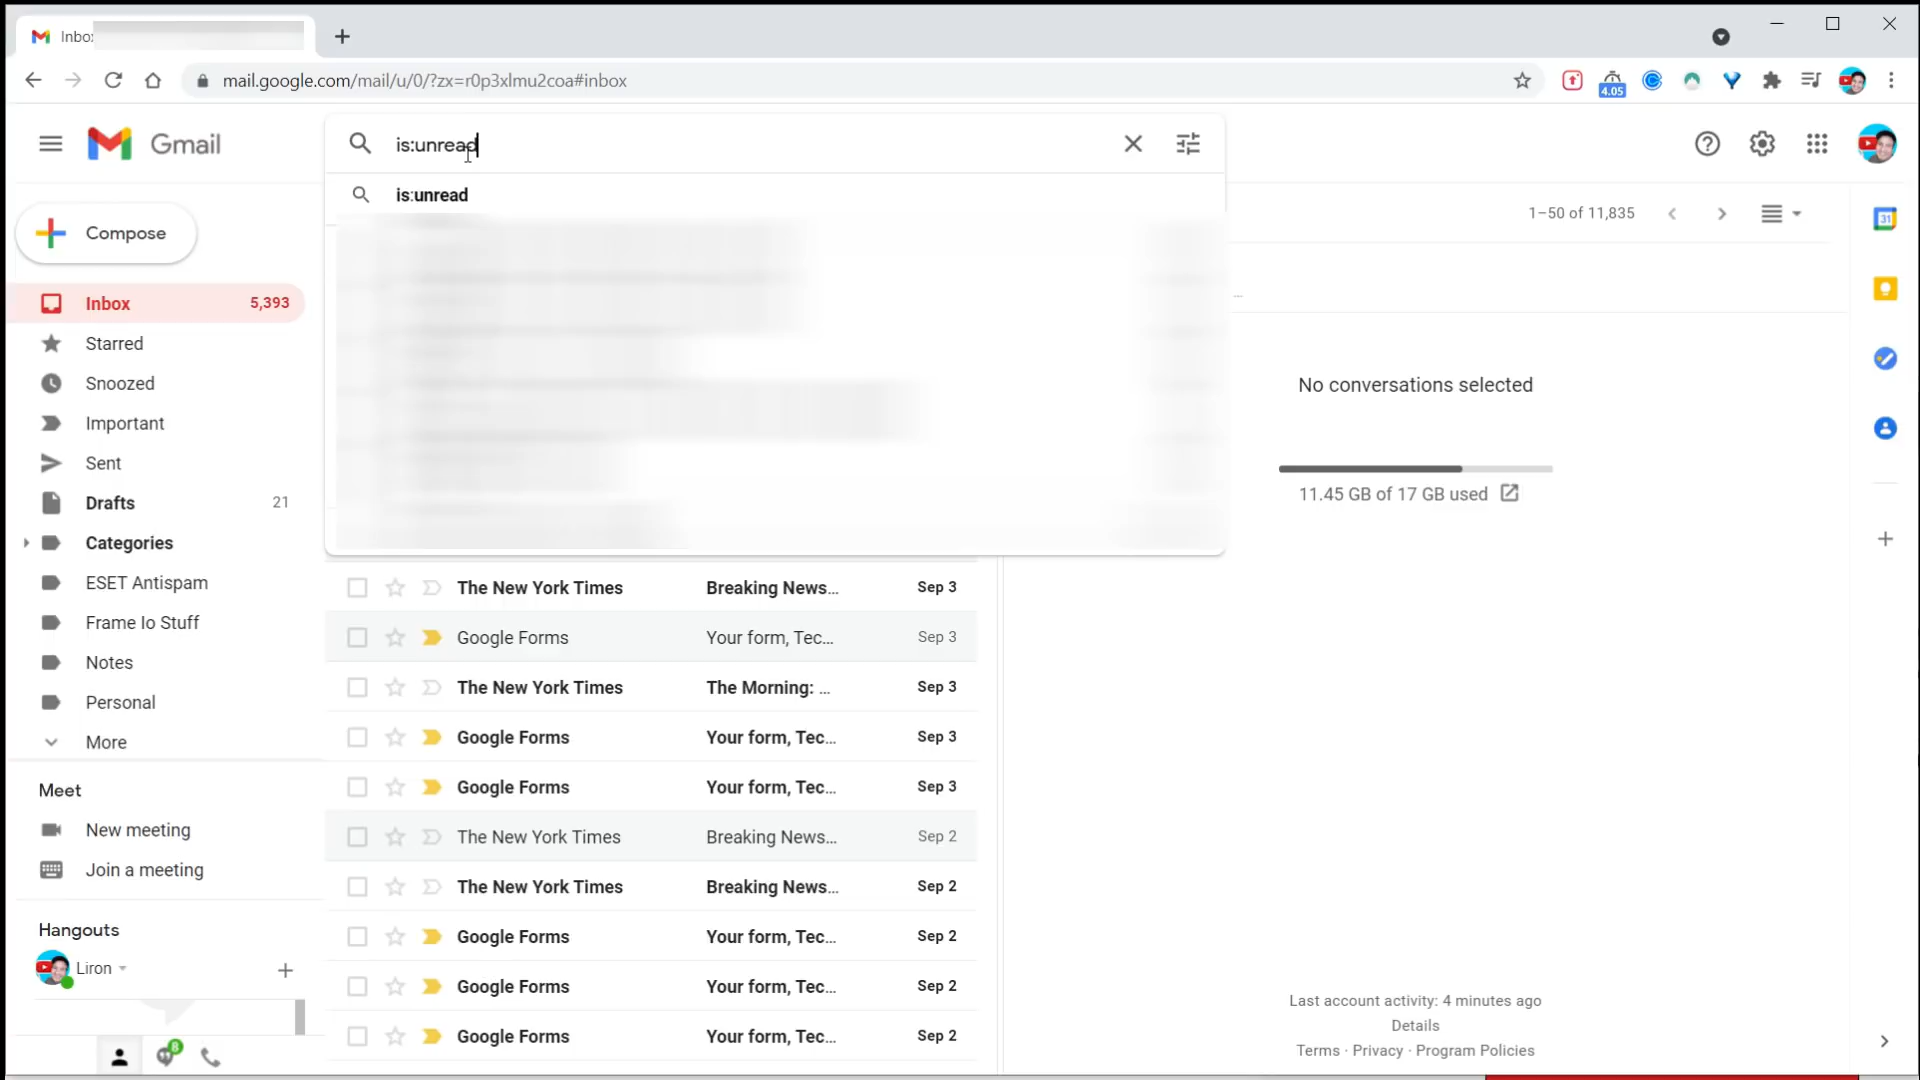 Inbox
mail.google.com/mail/u/0/?zx=r0p3xlmu2coa#inbox
4.05
Gmail
is:unread
is:unread
1–50 of 11,835
31
Compose
Inbox 5,393
Starred
Snoozed
Important
Sent
Drafts 21
Categories
ESET Antispam
Frame Io Stuff
Notes
Personal
More
Meet
New meeting
Join a meeting
Hangouts
Liron
8
...
The New York Times Breaking News... Sep 3
Google Forms Your form, Tec... Sep 3
The New York Times The Morning: ... Sep 3
Google Forms Your form, Tec... Sep 3
Google Forms Your form, Tec... Sep 3
The New York Times Breaking News... Sep 2
The New York Times Breaking News... Sep 2
Google Forms Your form, Tec... Sep 2
Google Forms Your form, Tec... Sep 2
Google Forms Your form, Tec... Sep 2
No conversations selected
11.45 GB of 17 GB used
Last account activity: 4 minutes ago
Details
Terms · Privacy · Program Policies